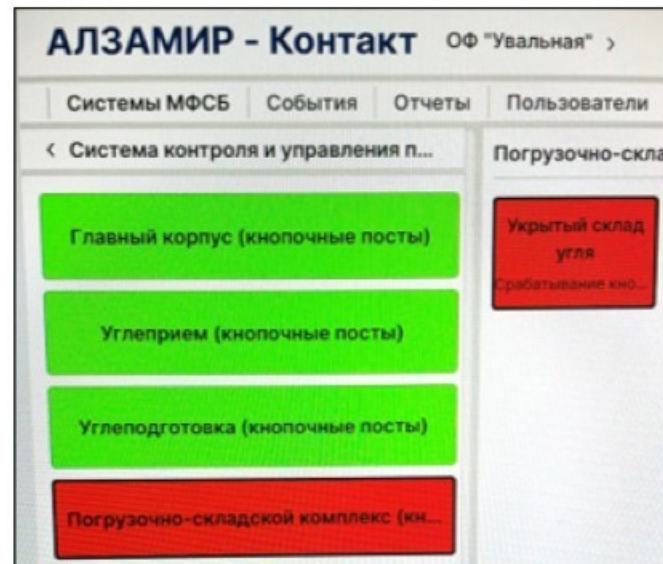 АЛЗАМИР - Контакт ОФ "Увальная" >
Системы МФСБ События Отчеты Пользователи
< Система контроля и управления п...
Погрузочно-скла
Главный корпус (кнопочные посты)
Углеприем (кнопочные посты)
Углеподготовка (кнопочные посты)
Погрузочно-складской комплекс (кн...
Укрытый склад
угля
Срабатывание кно...